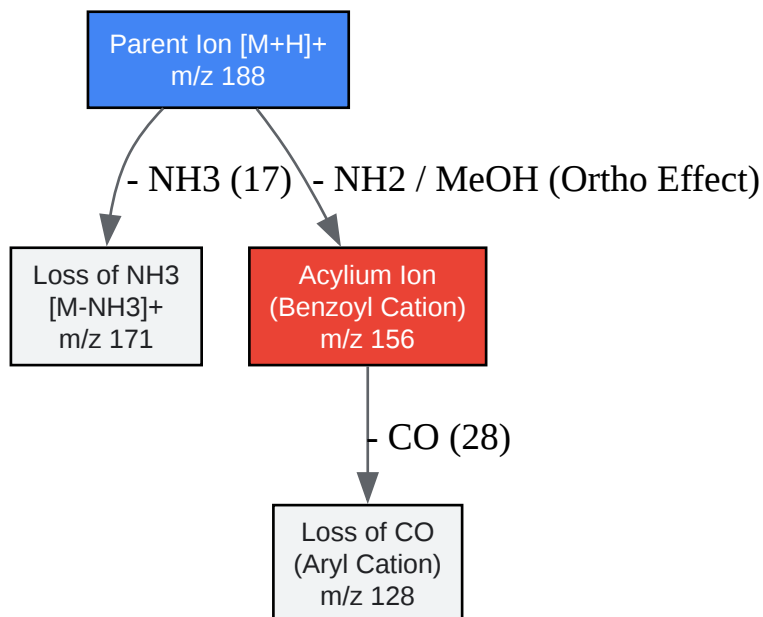 Parent Ion [M+H]+
m/z 188
- NH3 (17)
- NH2 / MeOH (Ortho Effect)
Loss of NH3
[M-NH3]+
m/z 171
Acylium Ion
(Benzoyl Cation)
m/z 156
- CO (28)
Loss of CO
(Aryl Cation)
m/z 128